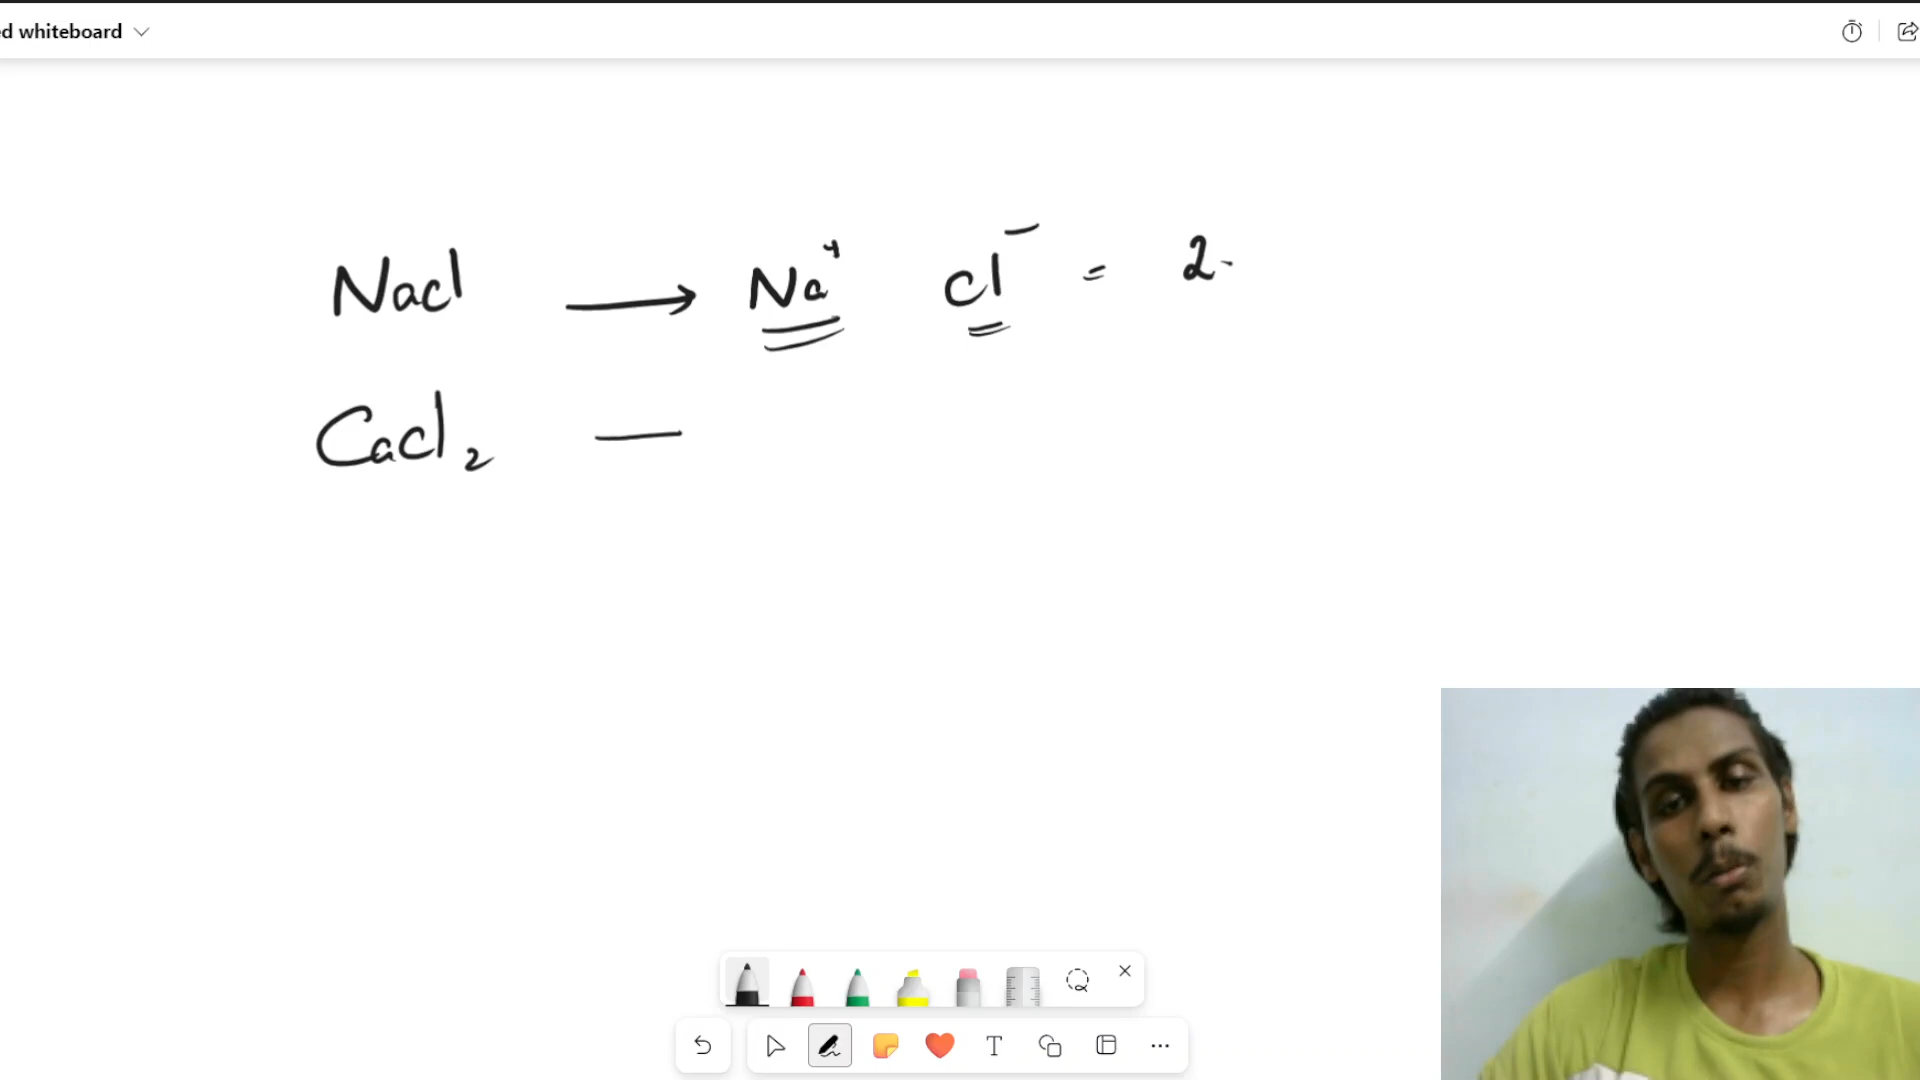 d whiteboard
Nacl → Na⁺ Cl⁻ = 2.
CaCl₂ —
T